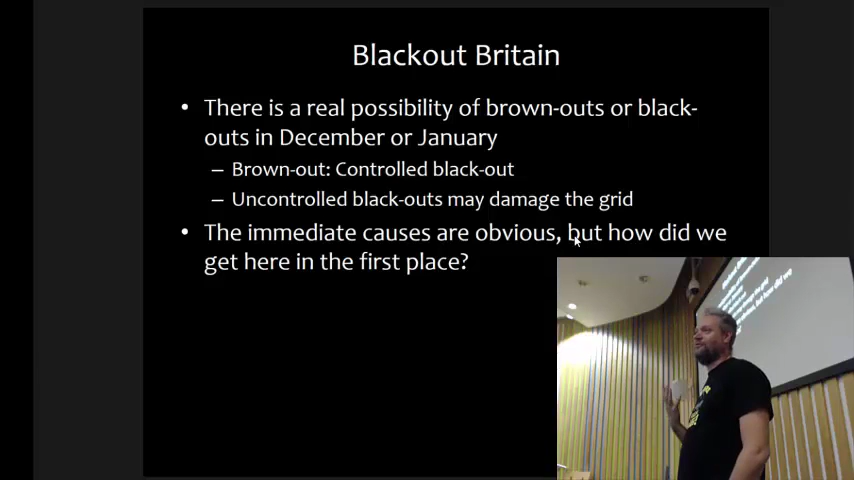 Blackout Britain
• There is a real possibility of brown-outs or black-
outs in December or January
– Brown-out: Controlled black-out
– Uncontrolled black-outs may damage the grid
• The immediate causes are obvious, but how did we
get here in the first place?